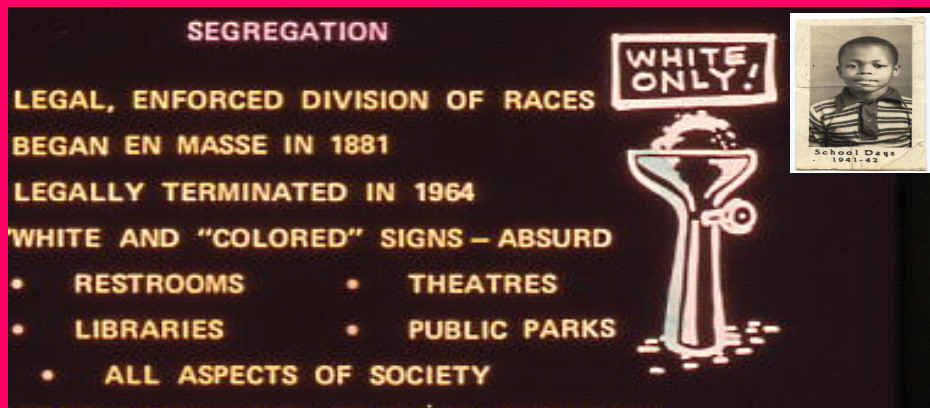 SEGREGATION
WHITE
ONLY!
LEGAL, ENFORCED DIVISION OF RACES
BEGAN EN MASSE IN 1881
LEGALLY TERMINATED IN 1964
"WHITE AND "COLORED" SIGNS – ABSURD
• RESTROOMS • THEATRES
• LIBRARIES • PUBLIC PARKS
• ALL ASPECTS OF SOCIETY
School Days
1941-42